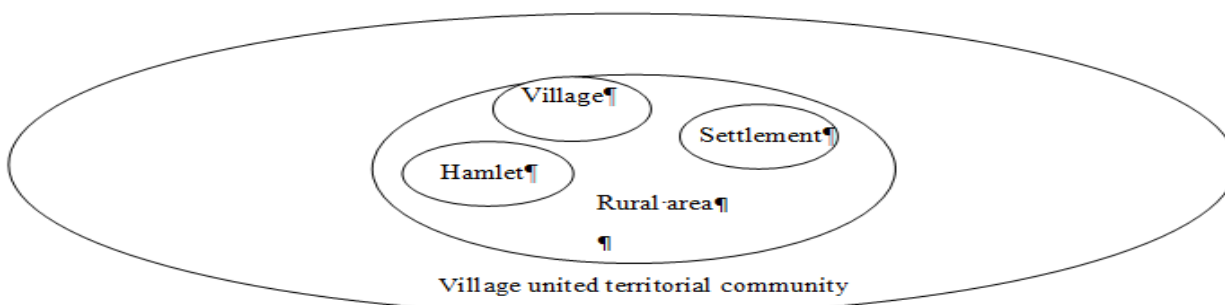 Village¶
Settlement¶
Hamlet¶
Rural·area¶
¶
Village united territorial community